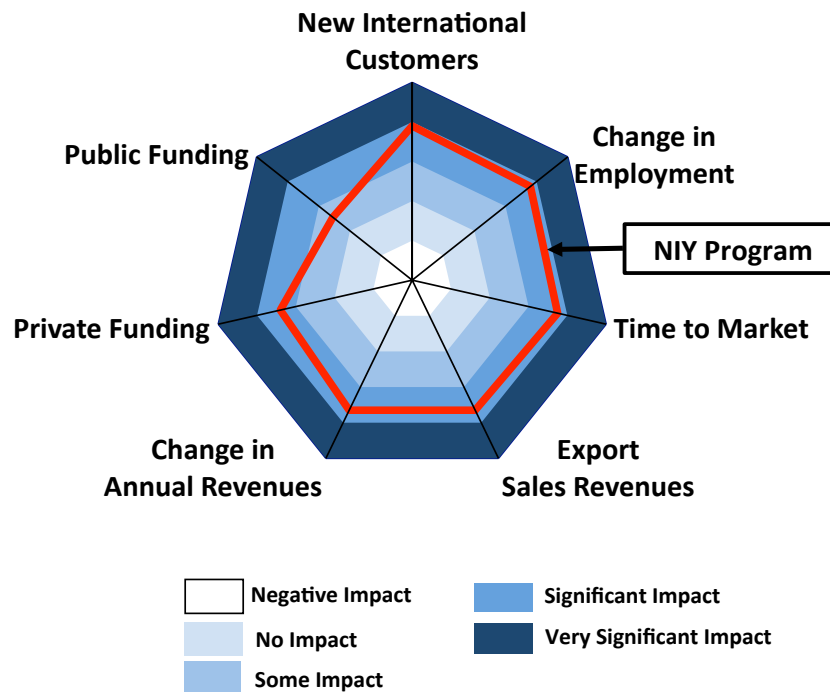 New International
Customers
Public Funding
Change in
Employment
NIY Program
Private Funding
Time to Market
Change in
Annual Revenues
Export
Sales Revenues
Negative Impact
Significant Impact
No Impact
Very Significant Impact
Some Impact